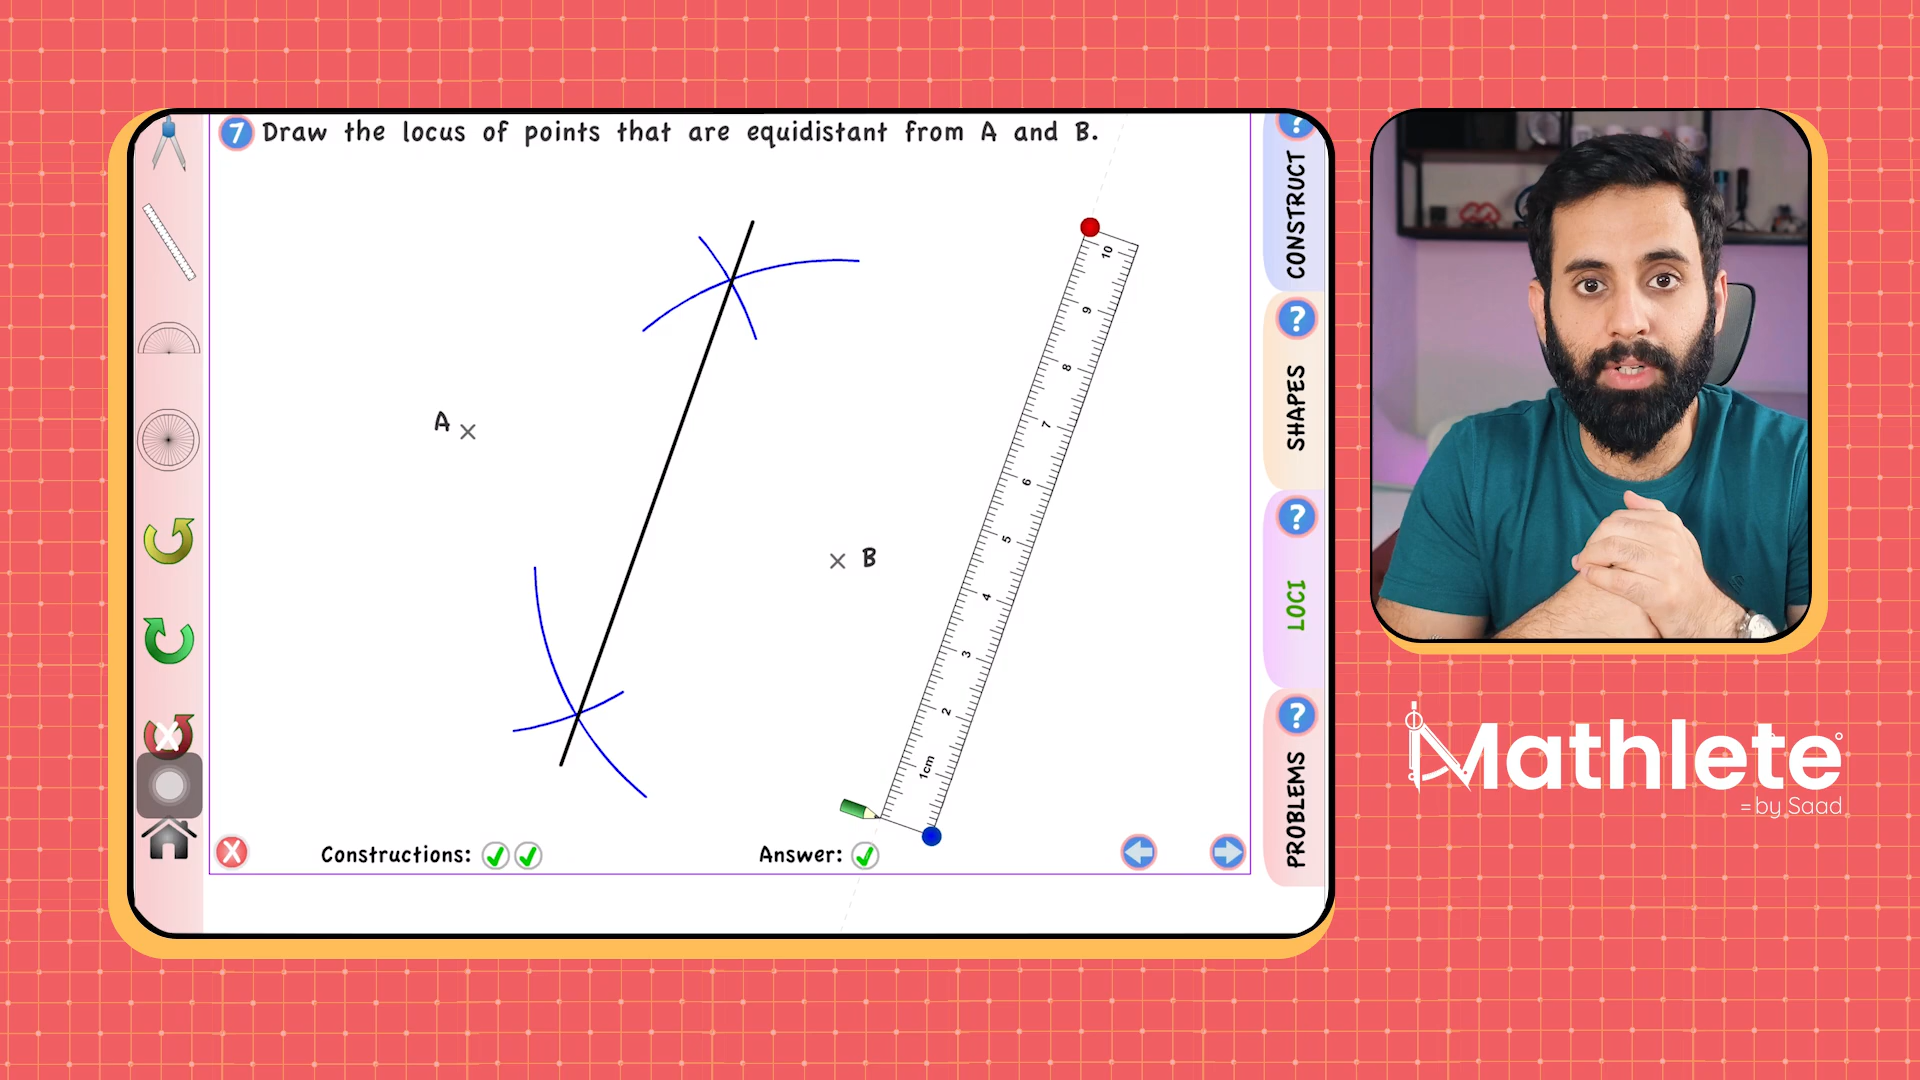 7 Draw the locus of points that are equidistant from A and B.
A
B
10
9
8
7
6
5
4
3
2
1cm
Constructions:
Answer:
?
CONSTRUCT
?
SHAPES
?
LOCI
?
PROBLEMS
Mathlete
=by Saad